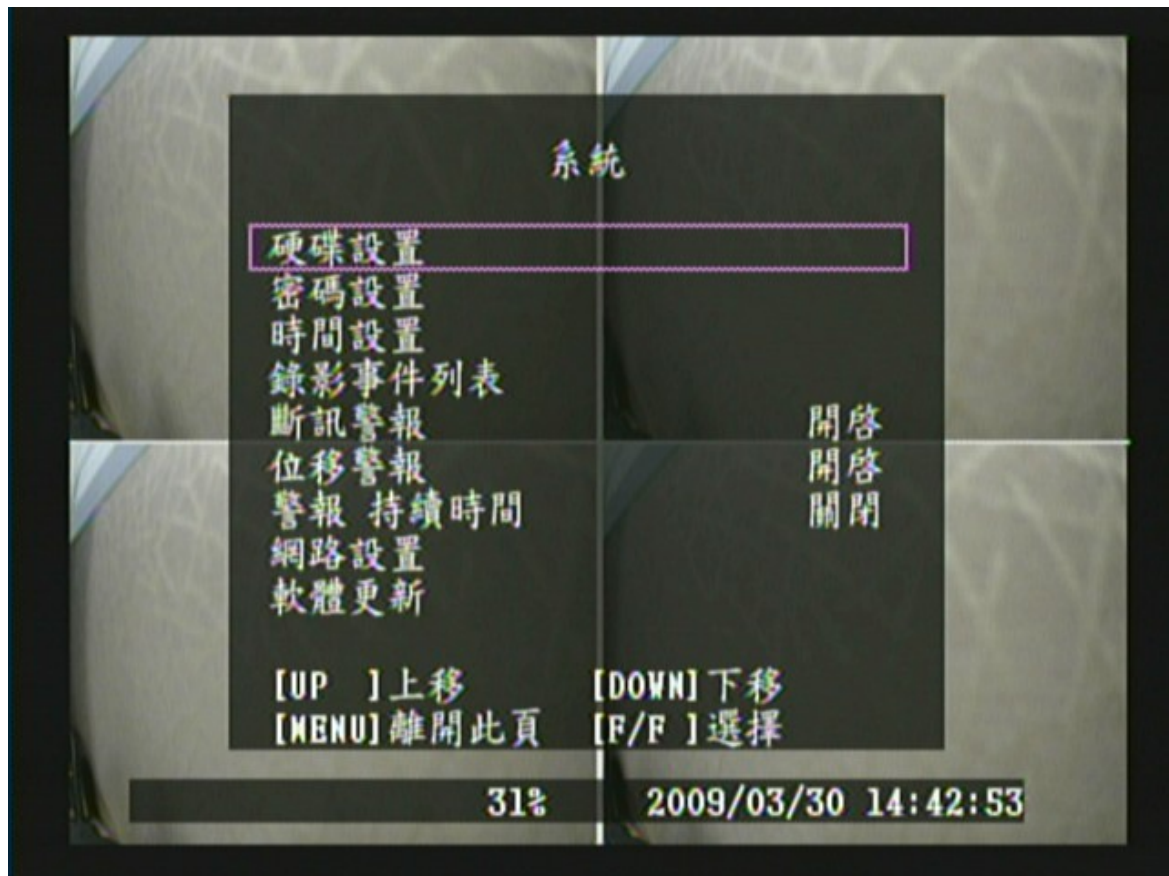 系統
硬碟設置
密碼設置
時間設置
錄影事件列表
斷訊警報 開啓
位移警報 開啓
警報 持續時間 關閉
網路設置
軟體更新
[UP ]上移 [DOWN]下移
[MENU]離開此頁 [F/F ]選擇
31% 2009/03/30 14:42:53